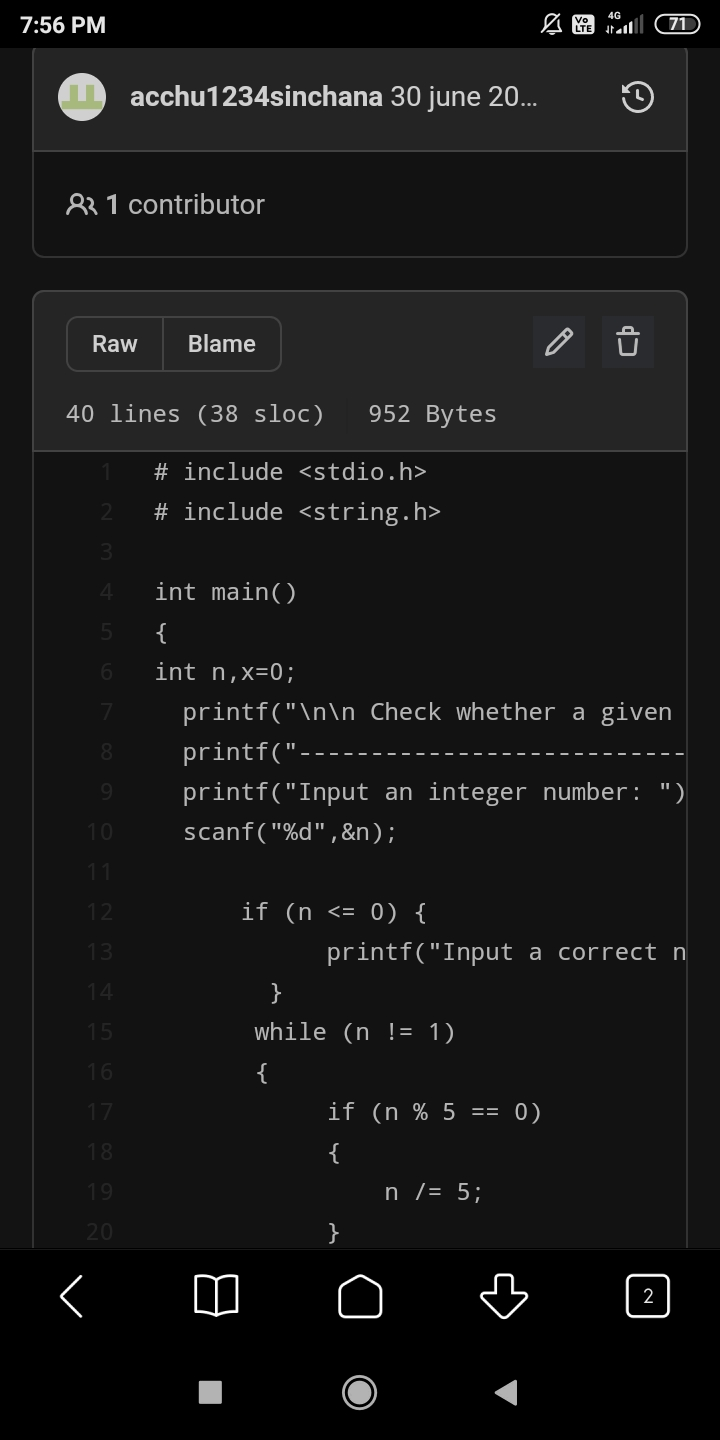 7:56 PM
Vo LTE 4G 71
acchu1234sinchana 30 june 20…
1 contributor
Raw Blame
40 lines (38 sloc) 952 Bytes
1 # include <stdio.h>
2 # include <string.h>
3
4 int main()
5 {
6 int n,x=0;
7 printf("\n\n Check whether a given
8 printf("---------------------------
9 printf("Input an integer number: ")
10 scanf("%d",&n);
11
12 if (n <= 0) {
13 printf("Input a correct n
14 }
15 while (n != 1)
16 {
17 if (n % 5 == 0)
18 {
19 n /= 5;
20 }
2